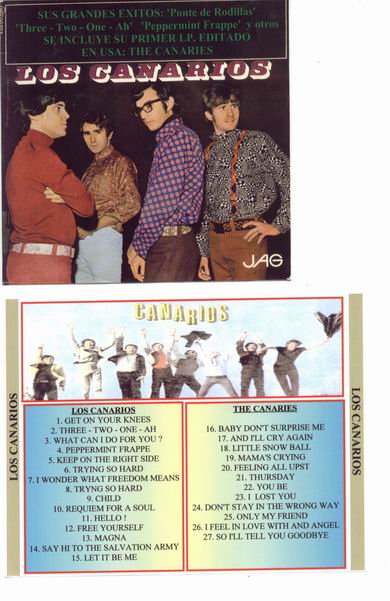 SUS GRANDES EXITOS: 'Ponte de Rodillas'
'Three - Two - One - Ah' 'Peppermint Frappe' y otros
SE INCLUYE SU PRIMER LP. EDITADO
EN USA: THE CANARIES
LOS CANARIOS
JAG
CANARIOS
LOS CANARIOS
LOS CANARIOS
1. GET ON YOUR KNEES
2. THREE - TWO - ONE - AH
3. WHAT CAN I DO FOR YOU ?
4. PEPPERMINT FRAPPE
5. KEEP ON THE RIGHT SIDE
6. TRYING SO HARD
7. I WONDER WHAT FREEDOM MEANS
8. TRYNG SO HARD
9. CHILD
10. REQUIEM FOR A SOUL
11. HELLO !
12. FREE YOURSELF
13. MAGNA
14. SAY HI TO THE SALVATION ARMY
15. LET IT BE ME
THE CANARIES
16. BABY DON'T SURPRISE ME
17. AND I'LL CRY AGAIN
18. LITTLE SNOW BALL
19. MAMA'S CRYING
20. FEELING ALL UPST
21. THURSDAY
22. YOU BE
23. I LOST YOU
24. DON'T STAY IN THE WRONG WAY
25. ONLY MY FRIEND
26. I FEEL IN LOVE WITH AND ANGEL
27. SO I'LL TELL YOU GOODBYE
LOS CANARIOS